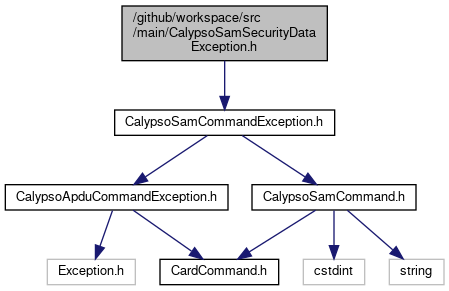 /github/workspace/src
/main/CalypsoSamSecurityData
Exception.h
CalypsoSamCommandException.h
CalypsoApduCommandException.h
CalypsoSamCommand.h
Exception.h
CardCommand.h
cstdint
string